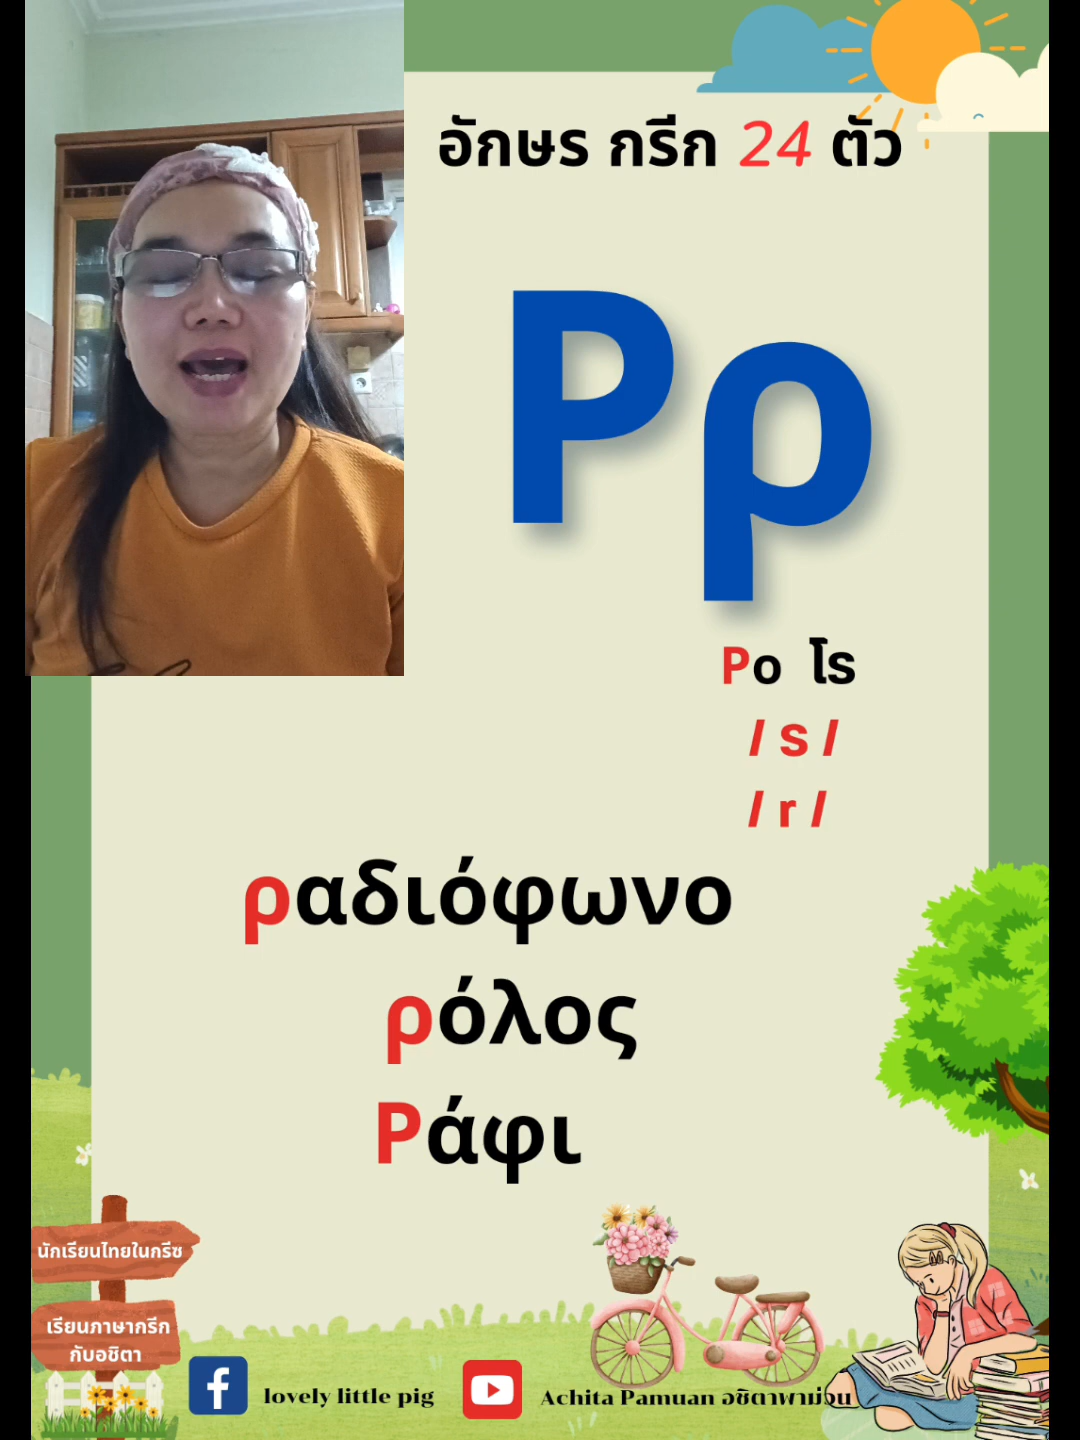 อักษร กรีก 24 ตัว
Ρρ
Ρο โร
/ ร /
/ r /
ραδιόφωνο
ρόλος
Ράφι
นักเรียนไทยในกรีซ
เรียนภาษากรีก
กับอชิตา
lovely little pig
Achita Pamuan อชิตาพาม่วน